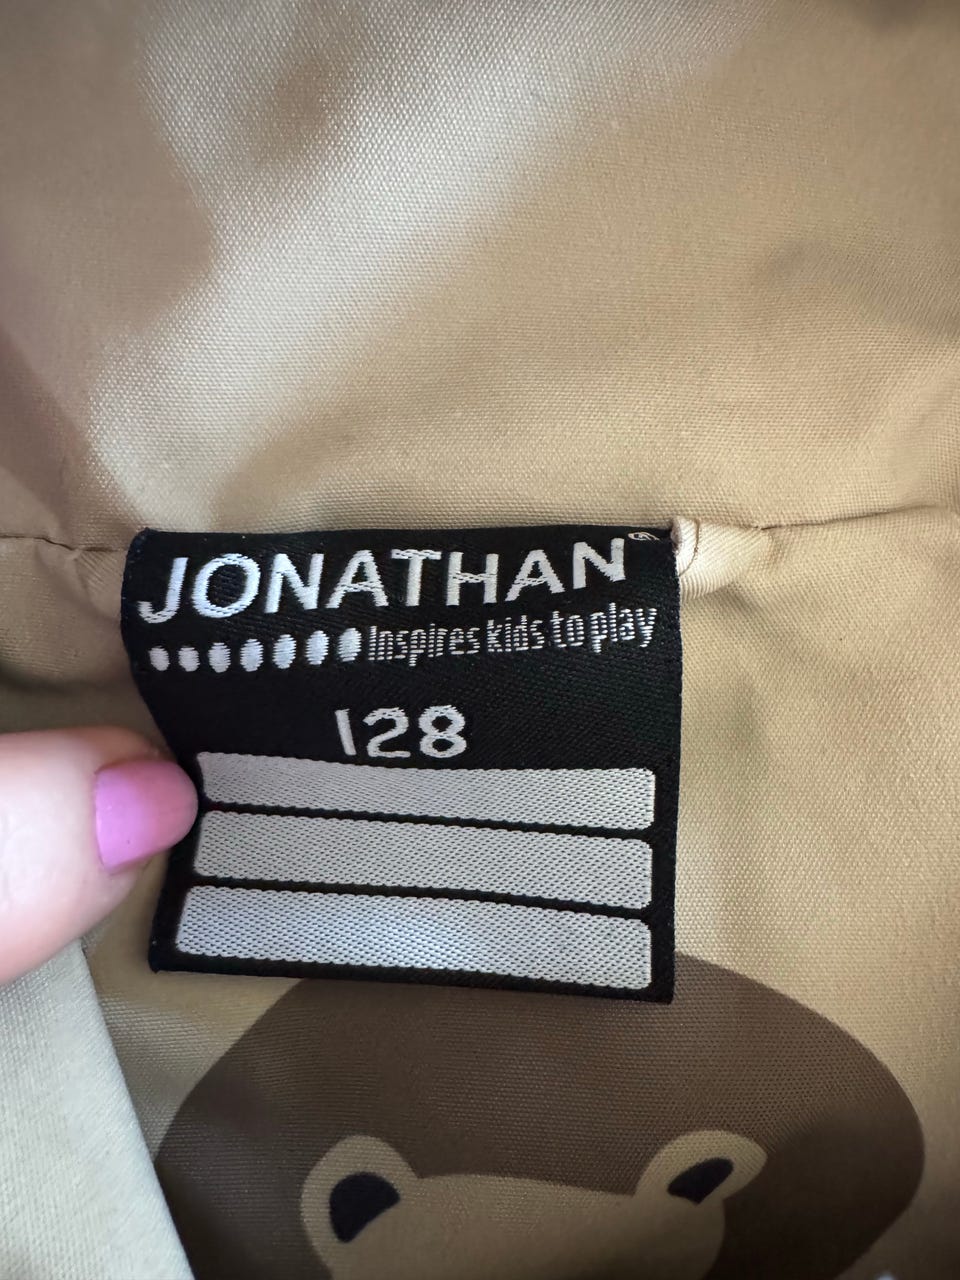 JONATHAN
Inspires kids to play
128